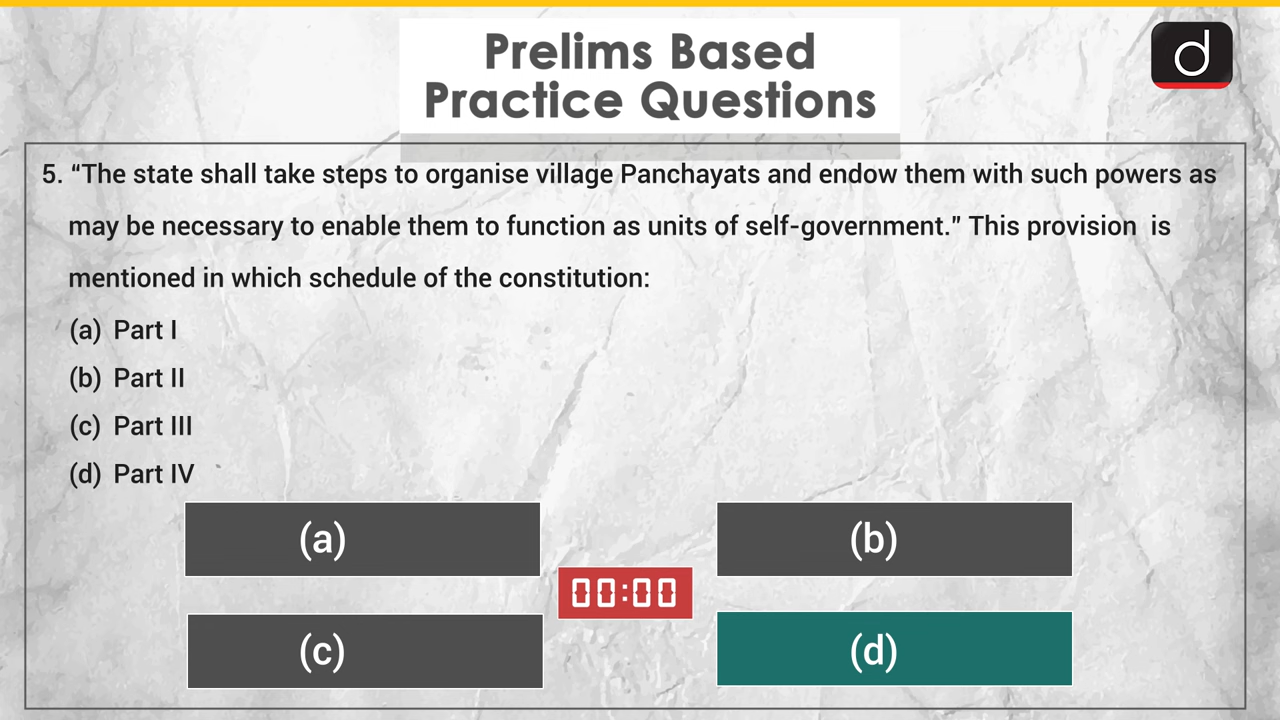 Prelims Based
Practice Questions
d
5. “The state shall take steps to organise village Panchayats and endow them with such powers as
may be necessary to enable them to function as units of self-government." This provision is
mentioned in which schedule of the constitution:
(a) Part I
(b) Part II
(c) Part III
(d) Part IV
(a)
(b)
00:00
(c)
(d)